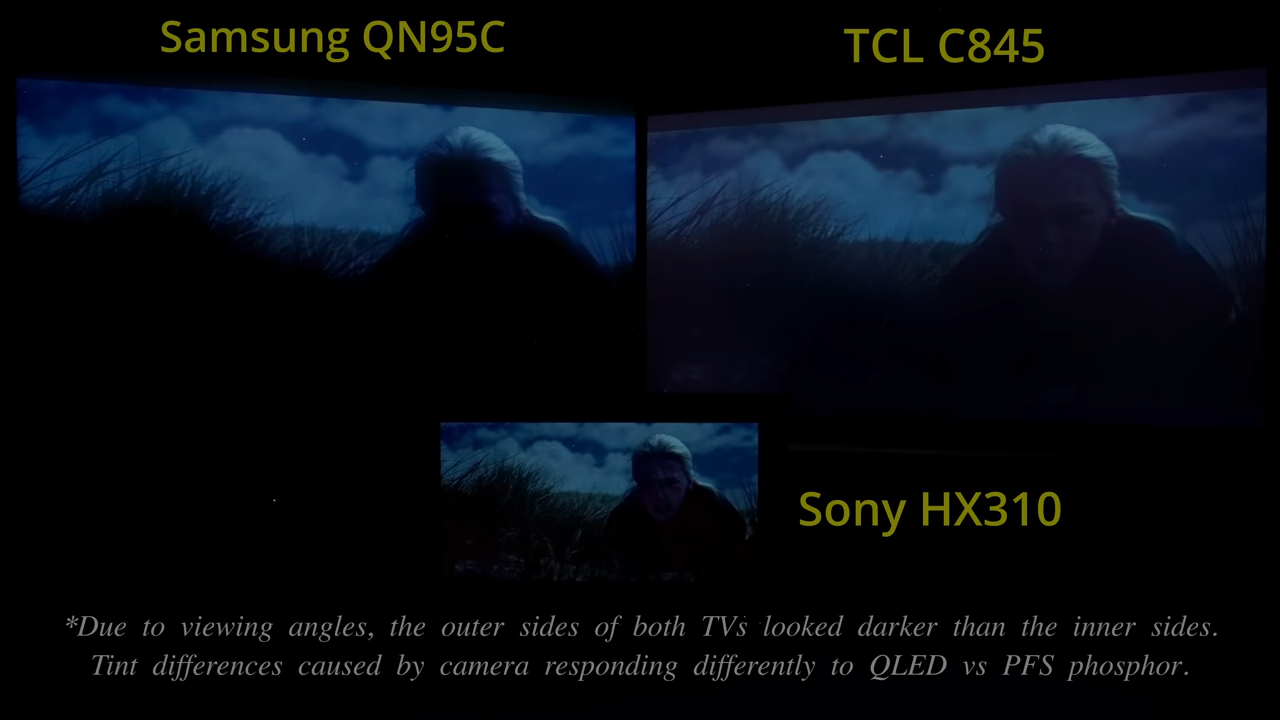 Samsung QN95C
TCL C845
Sony HX310
*Due to viewing angles, the outer sides of both TVs looked darker than the inner sides.
Tint differences caused by camera responding differently to QLED vs PFS phosphor.